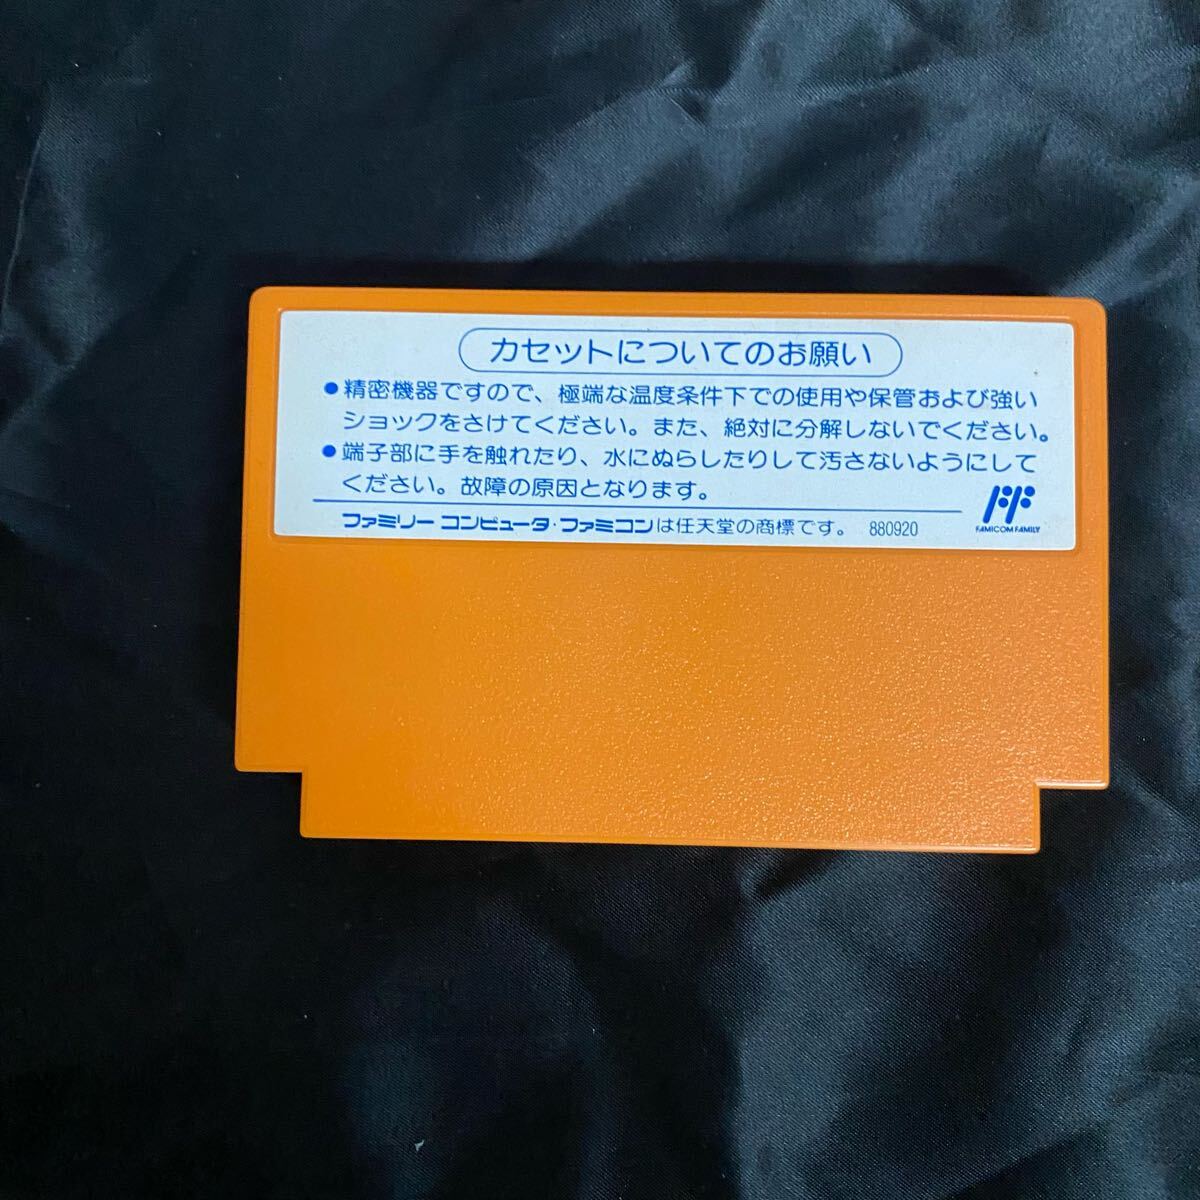 カセットについてのお願い
●精密機器ですので、極端な温度条件下での使用や保管および強い
ショックをさけてください。また、絶対に分解しないでください。
●端子部に手を触れたり、水にぬらしたりして汚さないようにして
ください。故障の原因となります。
ファミリー コンピュータ・ファミコンは任天堂の商標です。 880920
FAMICOM FAMILY